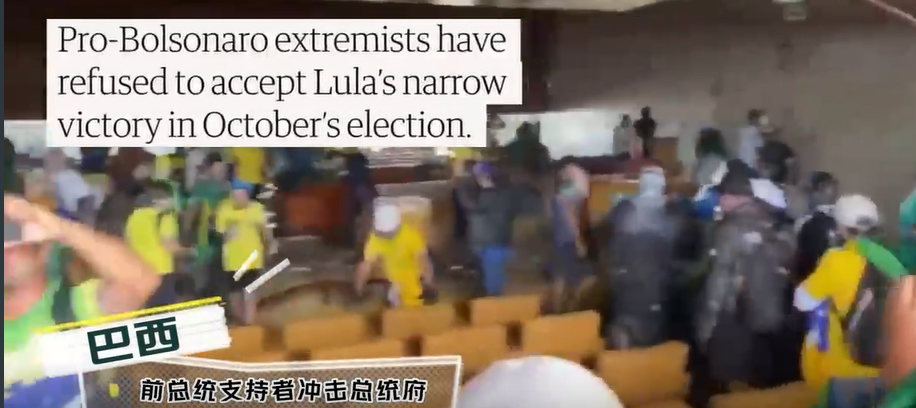 Pro-Bolsonaro extremists have
refused to accept Lula's narrow
victory in October's election.
巴西
前总统支持者冲击总统府